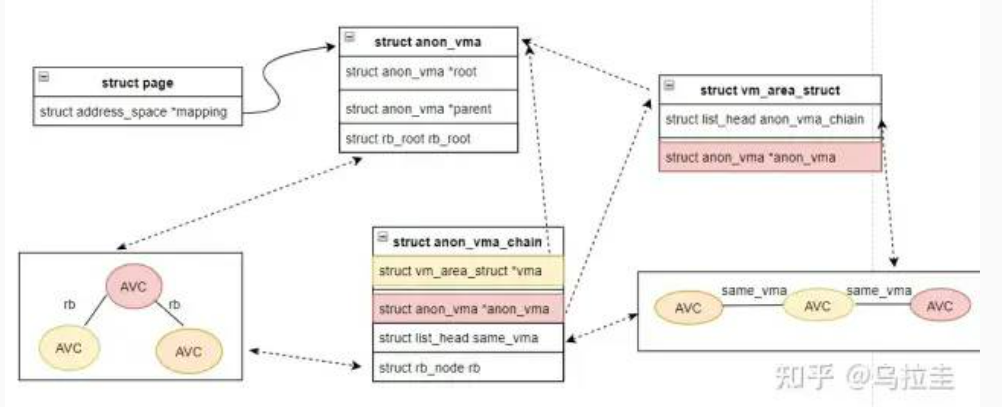 struct page
struct address_space *mapping
struct anon_vma
struct anon_vma *root
struct anon_vma *parent
struct rb_root rb_root
struct vm_area_struct
struct list_head anon_vma_chiain
struct anon_vma *anon_vma
AVC
rb
rb
AVC
AVC
struct anon_vma_chain
struct vm_area_struct *vma
struct anon_vma *anon_vma
struct list_head same_vma
struct rb_node rb
same_vma
same_vma
AVC
AVC
AVC
知乎 @乌拉圭